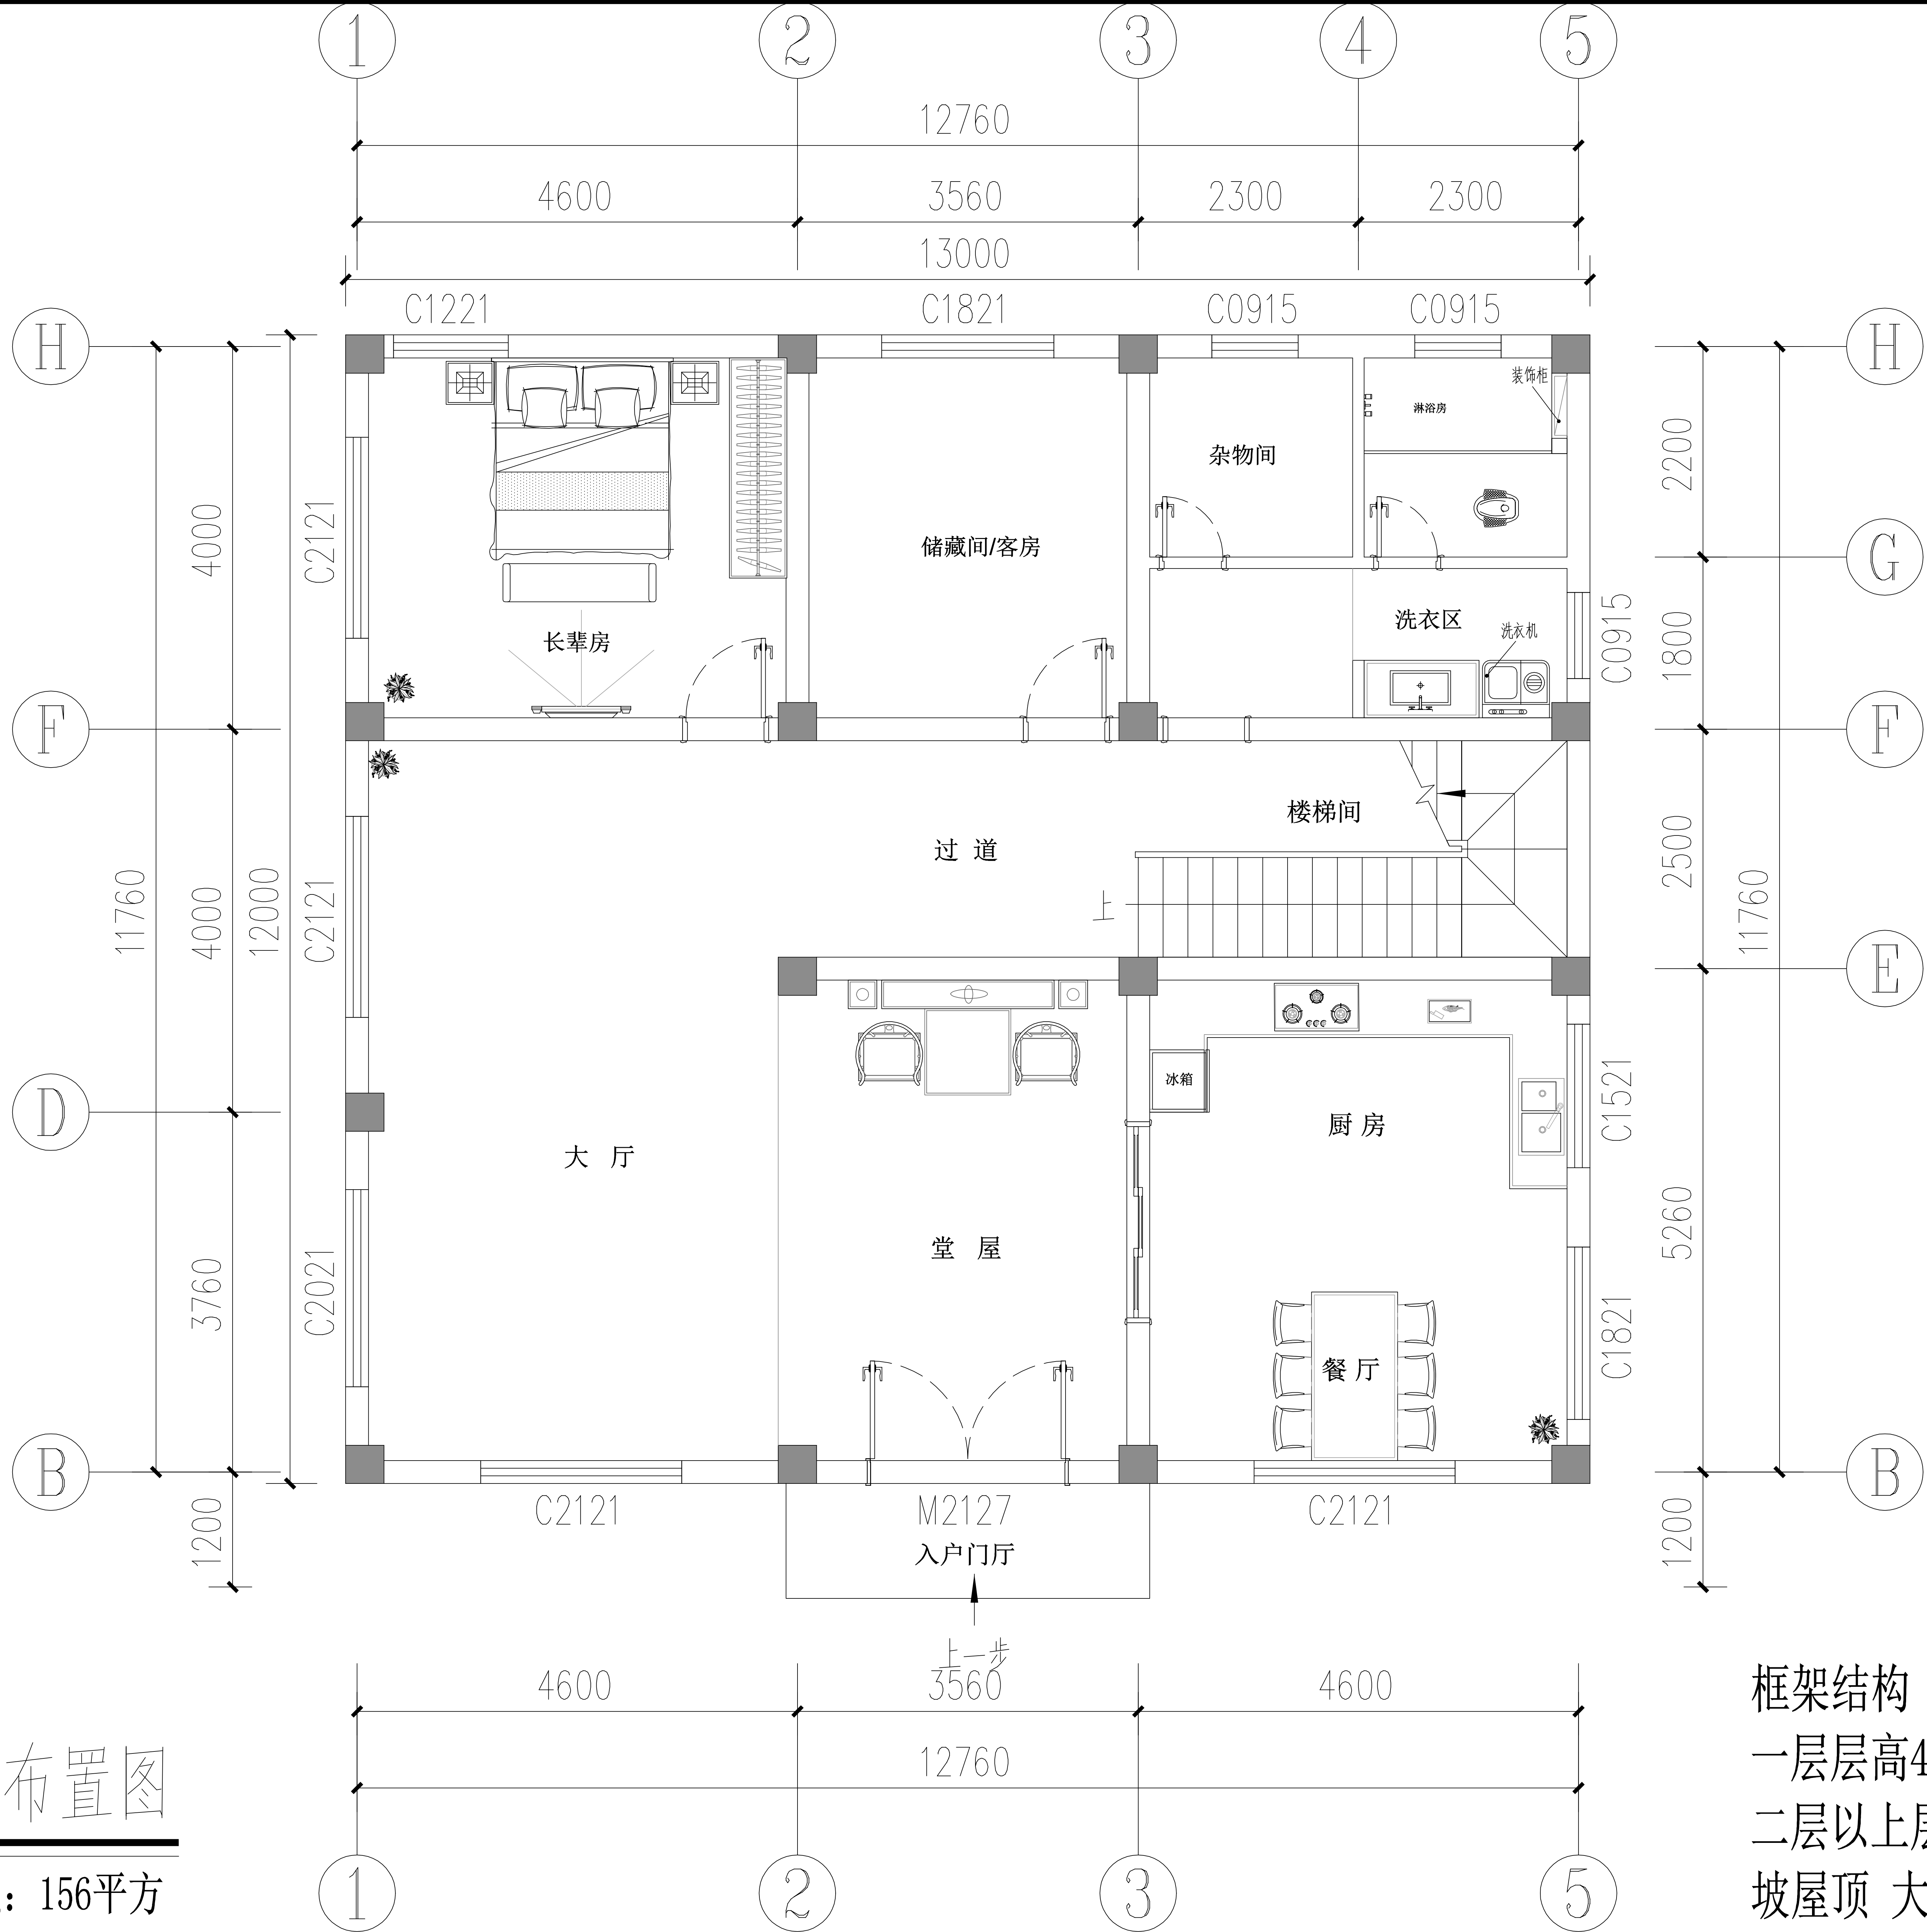 1 2 3 4 5
12760
4600 3560 2300 2300
13000
C1221 C1821 C0915 C0915
H H
装饰柜
淋浴房
杂物间
2200
4000
C2121
储藏间/客房
G
洗衣区
洗衣机
长辈房
C0915
1800
F F
楼梯间
过 道
上
2500
11760
4000
12000
C2121
11760
E
冰箱
厨 房
C1521
D
大 厅
堂 屋
5260
3760
C2021
餐 厅
C1821
B B
C2121 M2127 C2121
入户门厅
1200 1200
上一步
4600 3560 4600
12760
1 2 3 5
布置图
: 156平方
框架结构
一层层高4
二层以上层
坡屋顶 大